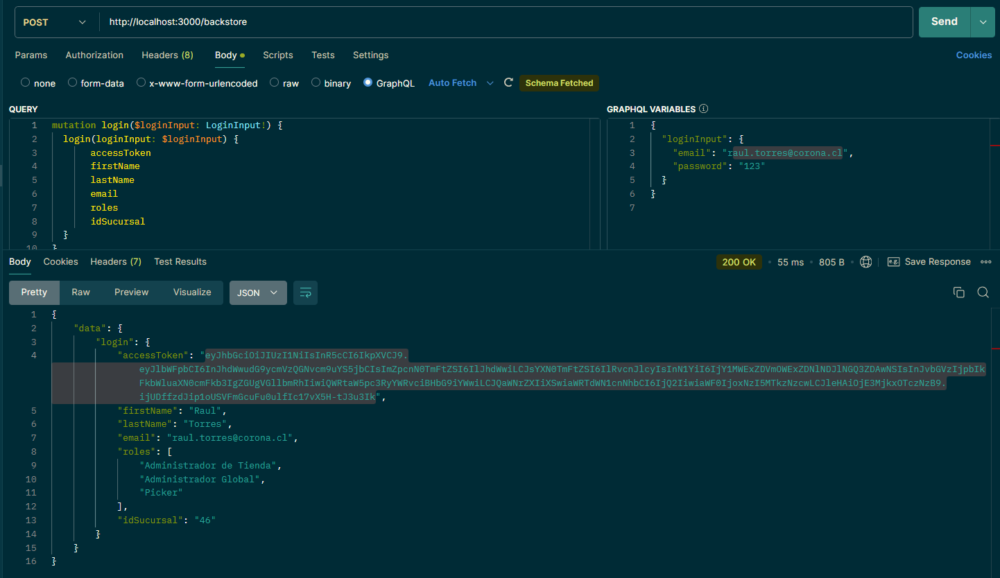 POST http://localhost:3000/backstore Send
Params Authorization Headers (8) Body Scripts Tests Settings Cookies
none form-data x-www-form-urlencoded raw binary GraphQL Auto Fetch Schema Fetched
QUERY
1 mutation login($loginInput: LoginInput!) {
2 login(loginInput: $loginInput) {
3 accessToken
4 firstName
5 lastName
6 email
7 roles
8 idSucursal
9 }
10 }
GRAPHQL VARIABLES
1 {
2 "loginInput": {
3 "email": "raul.torres@corona.cl",
4 "password": "123"
5 }
6 }
7
Body Cookies Headers (7) Test Results 200 OK 55 ms 805 B e.g. Save Response
Pretty Raw Preview Visualize JSON
1 {
2 "data": {
3 "login": {
4 "accessToken": "eyJhbGciOiJIUzI1NiIsInR5cCI6IkpXVCJ9.
eyJlbWFpbCI6InJhdWwudG9ycmVzQGNvcm9uYS5jbCIsImZpcnN0TmFtZSI6IlJhdWwiLCJsYXN0TmFtZSI6IlRvcnJlcyIsInN1YiI6IjY1MWExZDVmOWExZDNlNDJlNGQ3ZDAwNSIsInJvbGVzIjpbIk
FkbWluaXN0cmFkb3IgZGUgVGllbmRhIiwiQWRtaW5pc3RyYWRvciBHbG9iYWwiLCJQaWNrZXIiXSwiaWRTdWN1cnNhbCI6IjQ2IiwiaWF0IjoxNzI5MTkzNzcwLCJleHAiOjE3MjkxOTczNzB9.
ijUDffzdJip1oUSVFmGcuFu0ulfIc17vX5H-tJ3u3Ik",
5 "firstName": "Raul",
6 "lastName": "Torres",
7 "email": "raul.torres@corona.cl",
8 "roles": [
9 "Administrador de Tienda",
10 "Administrador Global",
11 "Picker"
12 ],
13 "idSucursal": "46"
14 }
15 }
16 }